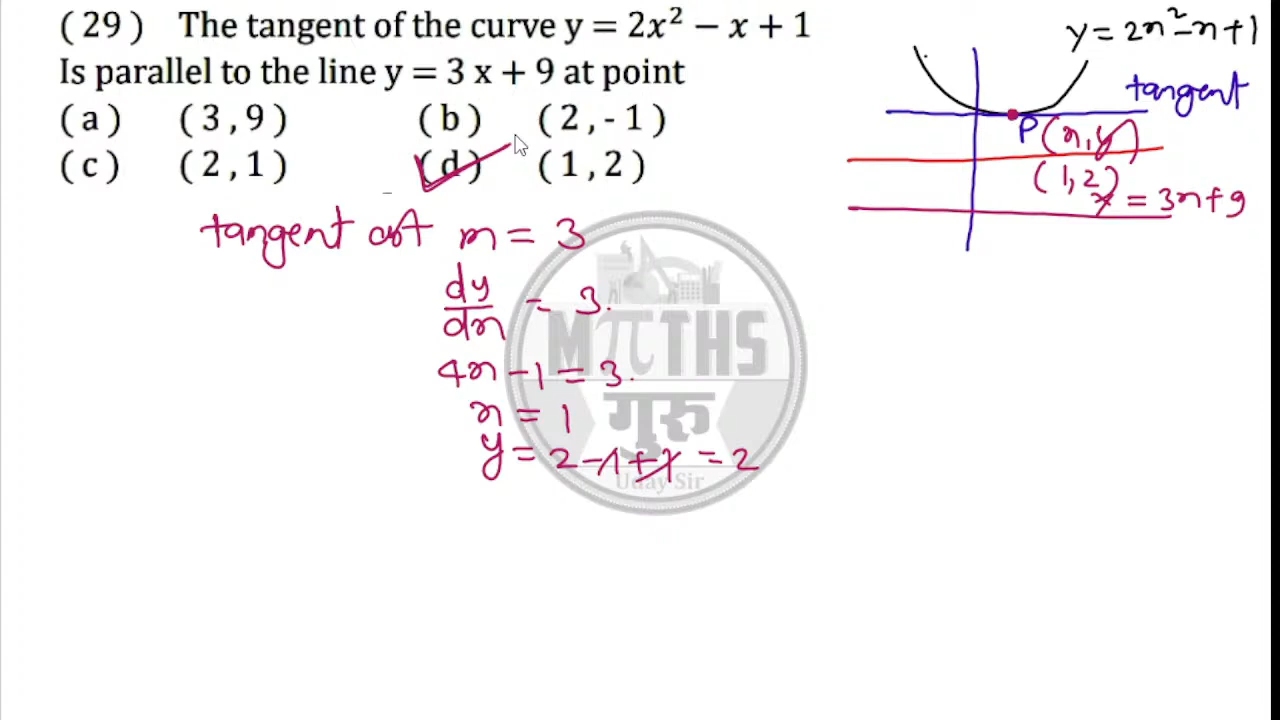 ( 29 ) The tangent of the curve y = 2x² − x + 1
Is parallel to the line y = 3 x + 9 at point
( a ) ( 3 , 9 ) ( b ) ( 2 , - 1 )
( c ) ( 2 , 1 ) ( d ) ( 1 , 2 )
y = 2x² - x + 1
tangent
P (x, y)
(1, 2)
y = 3x + 9
tangent का m = 3
dy/dx = 3.
4x - 1 = 3.
x = 1
y = 2 - 1 + 1 = 2
MπTHS
गुरु
Uday Sir